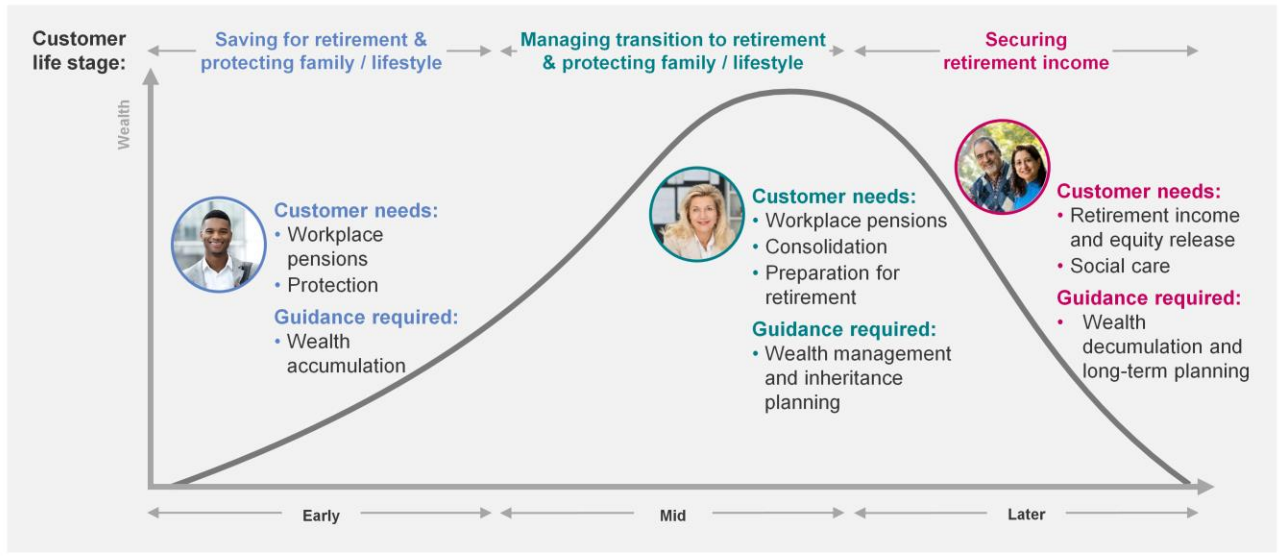 Customer
life stage:
Saving for retirement &
protecting family / lifestyle
Managing transition to retirement
& protecting family / lifestyle
Securing
retirement income
Wealth
Customer needs:
• Workplace
pensions
• Protection
Guidance required:
• Wealth
accumulation
Customer needs:
• Workplace pensions
• Consolidation
• Preparation for
retirement
Guidance required:
• Wealth management
and inheritance
planning
Customer needs:
• Retirement income
and equity release
• Social care
Guidance required:
• Wealth
decumulation and
long-term planning
Early
Mid
Later